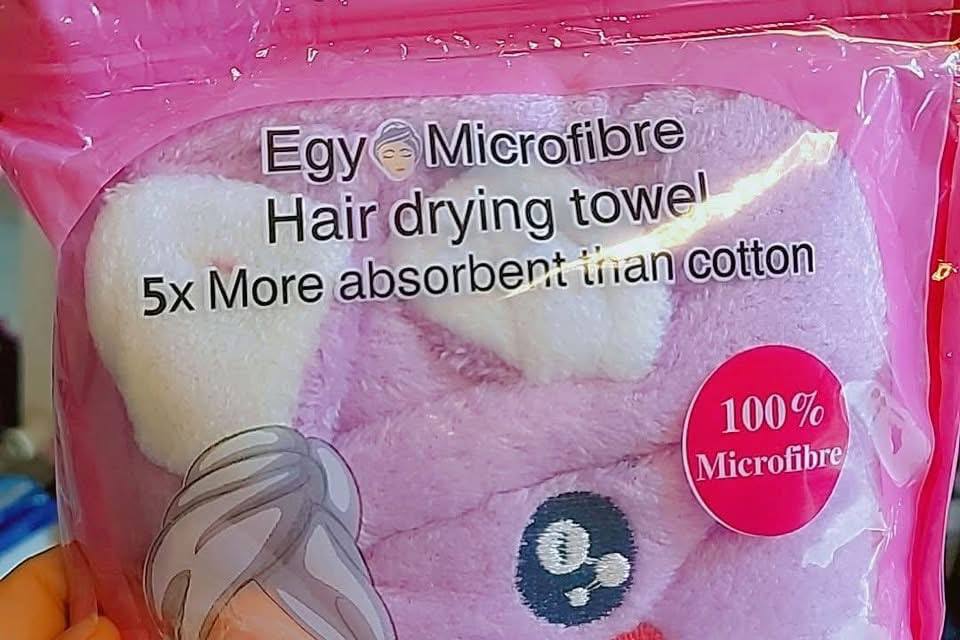 Egy Microfibre
Hair drying towel
5x More absorbent than cotton
100%
Microfibre